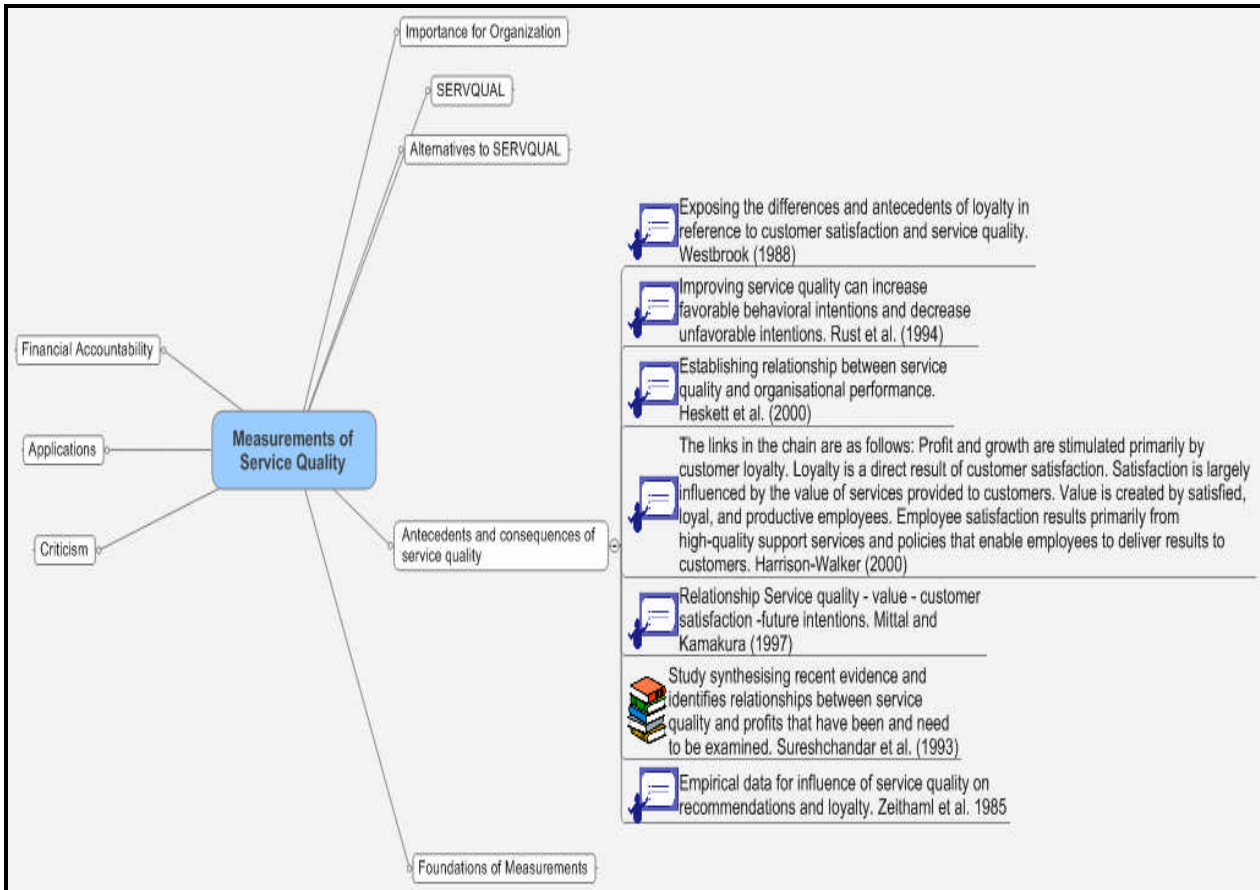 Importance for Organization
SERVQUAL
Alternatives to SERVQUAL
Financial Accountability
Applications
Criticism
Measurements of
Service Quality
Antecedents and consequences of
service quality
Exposing the differences and antecedents of loyalty in
reference to customer satisfaction and service quality.
Westbrook (1988)
Improving service quality can increase
favorable behavioral intentions and decrease
unfavorable intentions. Rust et al. (1994)
Establishing relationship between service
quality and organisational performance.
Heskett et al. (2000)
The links in the chain are as follows: Profit and growth are stimulated primarily by
customer loyalty. Loyalty is a direct result of customer satisfaction. Satisfaction is largely
influenced by the value of services provided to customers. Value is created by satisfied,
loyal, and productive employees. Employee satisfaction results primarily from
high-quality support services and policies that enable employees to deliver results to
customers. Harrison-Walker (2000)
Relationship Service quality - value - customer
satisfaction -future intentions. Mittal and
Kamakura (1997)
Study synthesising recent evidence and
identifies relationships between service
quality and profits that have been and need
to be examined. Sureshchandar et al. (1993)
Empirical data for influence of service quality on
recommendations and loyalty. Zeithaml et al. 1985
Foundations of Measurements